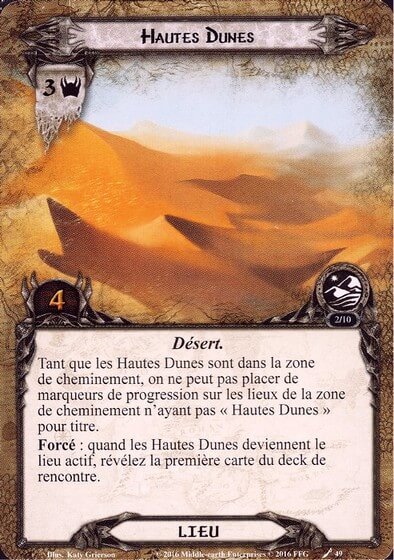 Hautes Dunes
3
4
2/10
Désert.
Tant que les Hautes Dunes sont dans la zone
de cheminement, on ne peut pas placer de
marqueurs de progression sur les lieux de la zone
de cheminement n'ayant pas « Hautes Dunes »
pour titre.
Forcé : quand les Hautes Dunes deviennent le
lieu actif, révélez la première carte du deck de
rencontre.
LIEU
Illus. Katy Grierson © 2016 Middle-earth Enterprises © 2016 FFG 49